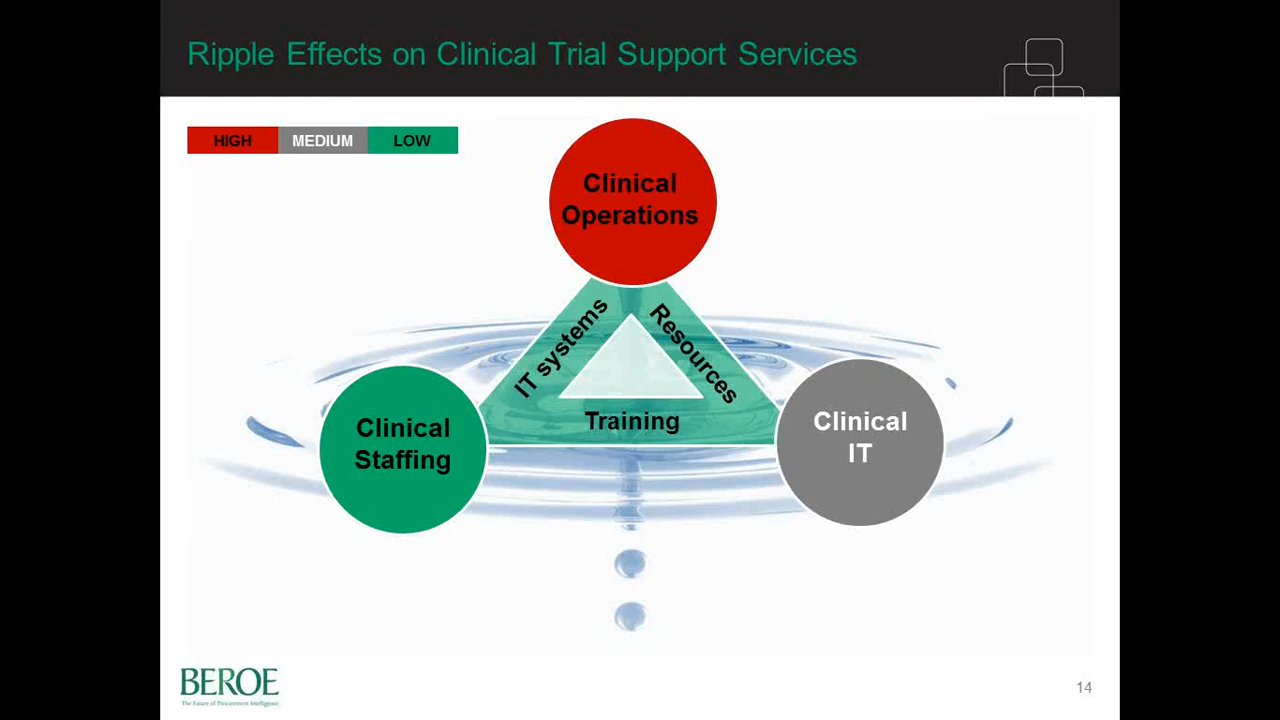 Ripple Effects on Clinical Trial Support Services
HIGH MEDIUM LOW
Clinical
Operations
IT systems
Resources
Training
Clinical
Staffing
Clinical
IT
BEROE
The Future of Procurement Intelligence
14